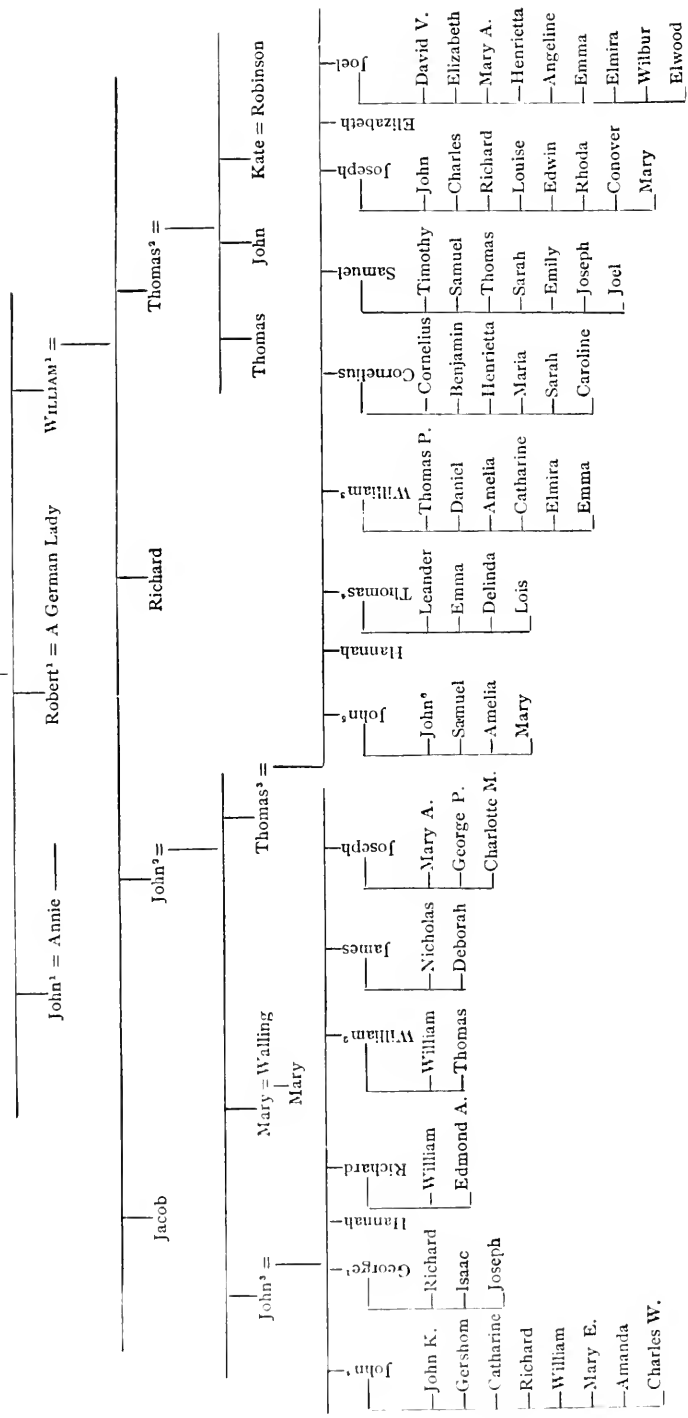 John¹ = Annie
Robert¹ = A German Lady
WILLIAM¹ =
Jacob
John² =
Richard
Thomas² =
John³ =
Mary = Walling
Mary
Thomas³ =
Thomas
John
Kate = Robinson
John⁴
John K.
Gershom
Catharine
Richard
William
Mary E.
Amanda
Charles W.
George¹
Richard
Isaac
Joseph
Hannah
Richard
William
Edmond A.
William²
William
Thomas
James
Nicholas
Deborah
Joseph
Mary A.
George P.
Charlotte M.
John⁵
John⁶
Samuel
Amelia
Mary
Hannah
Thomas⁴
Leander
Emma
Delinda
Lois
William³
Thomas P.
Daniel
Amelia
Catharine
Elmira
Emma
Cornelius
Cornelius
Benjamin
Henrietta
Maria
Sarah
Caroline
Samuel
Timothy
Samuel
Thomas
Sarah
Emily
Joseph
Joel
Joseph
John
Charles
Richard
Louise
Edwin
Rhoda
Conover
Mary
Elizabeth
Joel
David V.
Elizabeth
Mary A.
Henrietta
Angeline
Emma
Elmira
Wilbur
Elwood